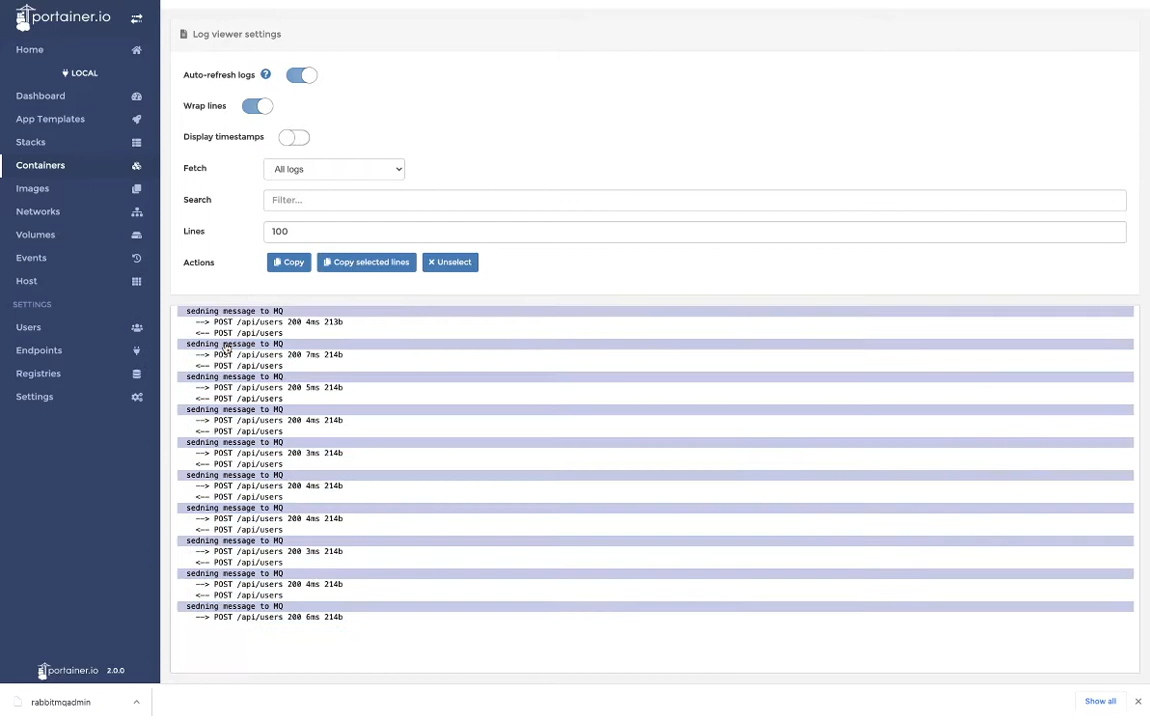 portainer.io
Home
LOCAL
Dashboard
App Templates
Stacks
Containers
Images
Networks
Volumes
Events
Host
SETTINGS
Users
Endpoints
Registries
Settings
portainer.io 2.0.0
Log viewer settings
Auto-refresh logs ?
Wrap lines
Display timestamps
Fetch All logs
Search Filter...
Lines 100
Actions Copy Copy selected lines Unselect
sedning message to MQ
--> POST /api/users 200 4ms 213b
<-- POST /api/users
sedning message to MQ
--> POST /api/users 200 7ms 214b
<-- POST /api/users
sedning message to MQ
--> POST /api/users 200 5ms 214b
<-- POST /api/users
sedning message to MQ
--> POST /api/users 200 4ms 214b
<-- POST /api/users
sedning message to MQ
--> POST /api/users 200 3ms 214b
<-- POST /api/users
sedning message to MQ
--> POST /api/users 200 4ms 214b
<-- POST /api/users
sedning message to MQ
--> POST /api/users 200 4ms 214b
<-- POST /api/users
sedning message to MQ
--> POST /api/users 200 3ms 214b
<-- POST /api/users
sedning message to MQ
--> POST /api/users 200 4ms 214b
<-- POST /api/users
sedning message to MQ
--> POST /api/users 200 6ms 214b
rabbitmqadmin
Show all